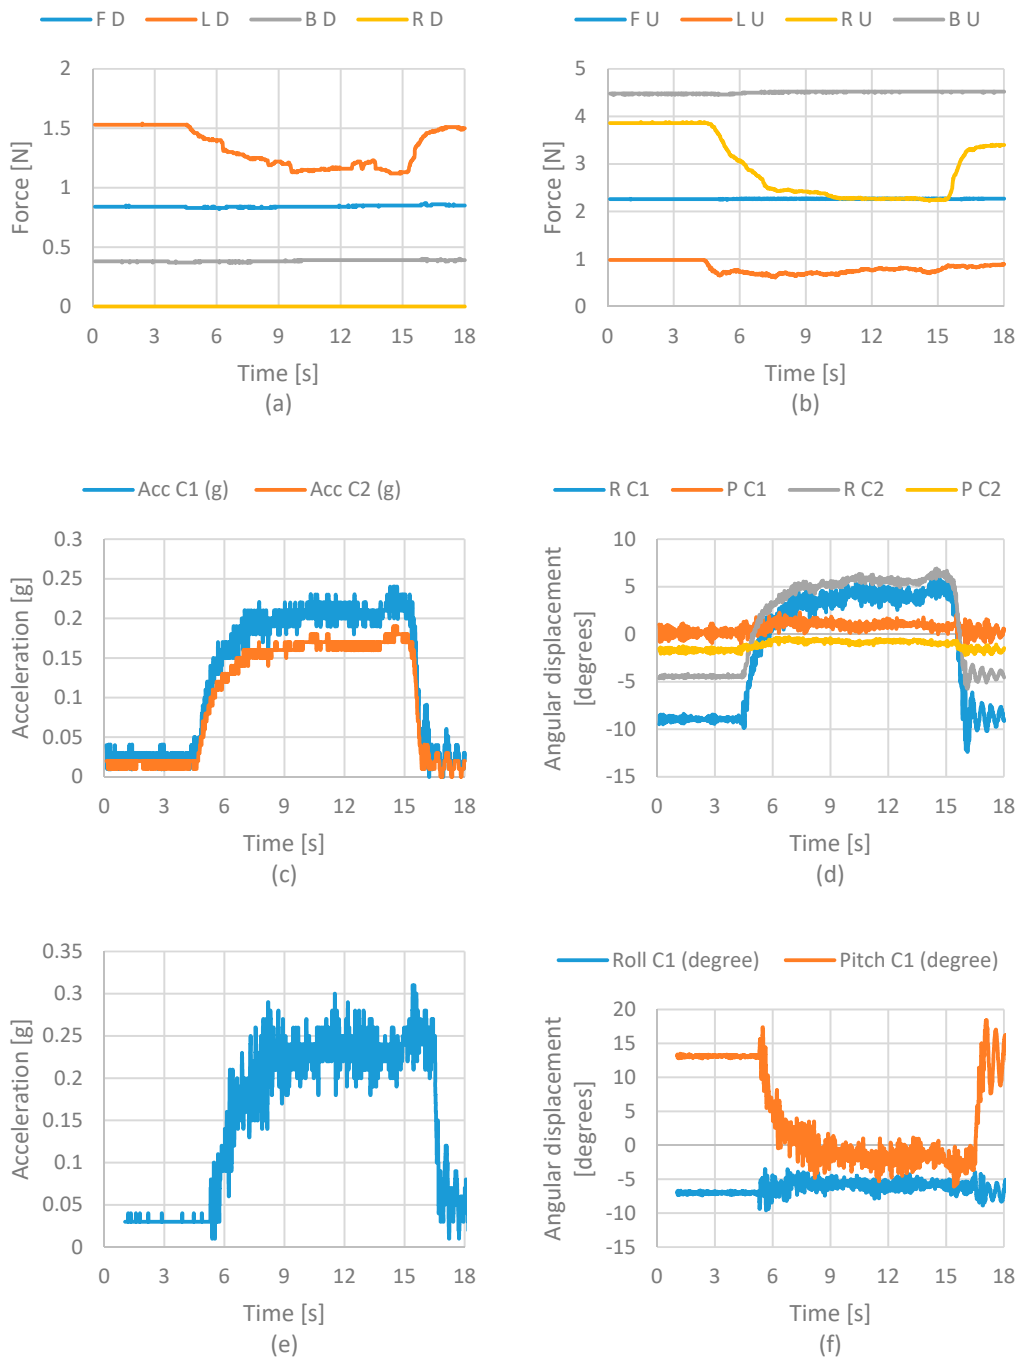 F D L D B D R D
2
1.5
1
0.5
0
Force [N]
0 3 6 9 12 15 18
Time [s]
(a)
F U L U R U B U
5
4
3
2
1
0
Force [N]
0 3 6 9 12 15 18
Time [s]
(b)
Acc C1 (g) Acc C2 (g)
0.3
0.25
0.2
0.15
0.1
0.05
0
Acceleration [g]
0 3 6 9 12 15 18
Time [s]
(c)
R C1 P C1 R C2 P C2
10
5
0
-5
-10
-15
Angular displacement
[degrees]
0 3 6 9 12 15 18
Time [s]
(d)
0.35
0.3
0.25
0.2
0.15
0.1
0.05
0
Acceleration [g]
0 3 6 9 12 15 18
Time [s]
(e)
Roll C1 (degree) Pitch C1 (degree)
20
15
10
5
0
-5
-10
-15
Angular displacement
[degrees]
0 3 6 9 12 15 18
Time [s]
(f)